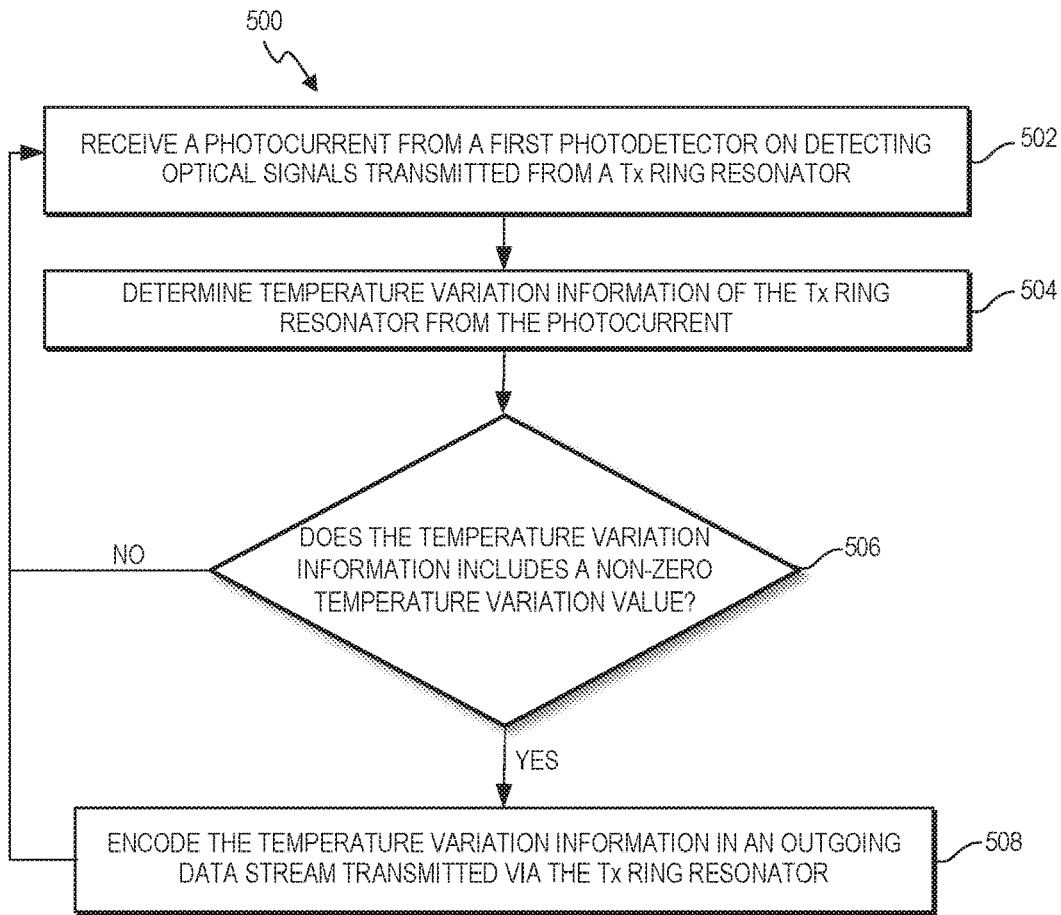 500
RECEIVE A PHOTOCURRENT FROM A FIRST PHOTODETECTOR ON DETECTING
OPTICAL SIGNALS TRANSMITTED FROM A Tx RING RESONATOR
502
DETERMINE TEMPERATURE VARIATION INFORMATION OF THE Tx RING
RESONATOR FROM THE PHOTOCURRENT
504
DOES THE TEMPERATURE VARIATION
INFORMATION INCLUDES A NON-ZERO
TEMPERATURE VARIATION VALUE?
506
NO
YES
ENCODE THE TEMPERATURE VARIATION INFORMATION IN AN OUTGOING
DATA STREAM TRANSMITTED VIA THE Tx RING RESONATOR
508